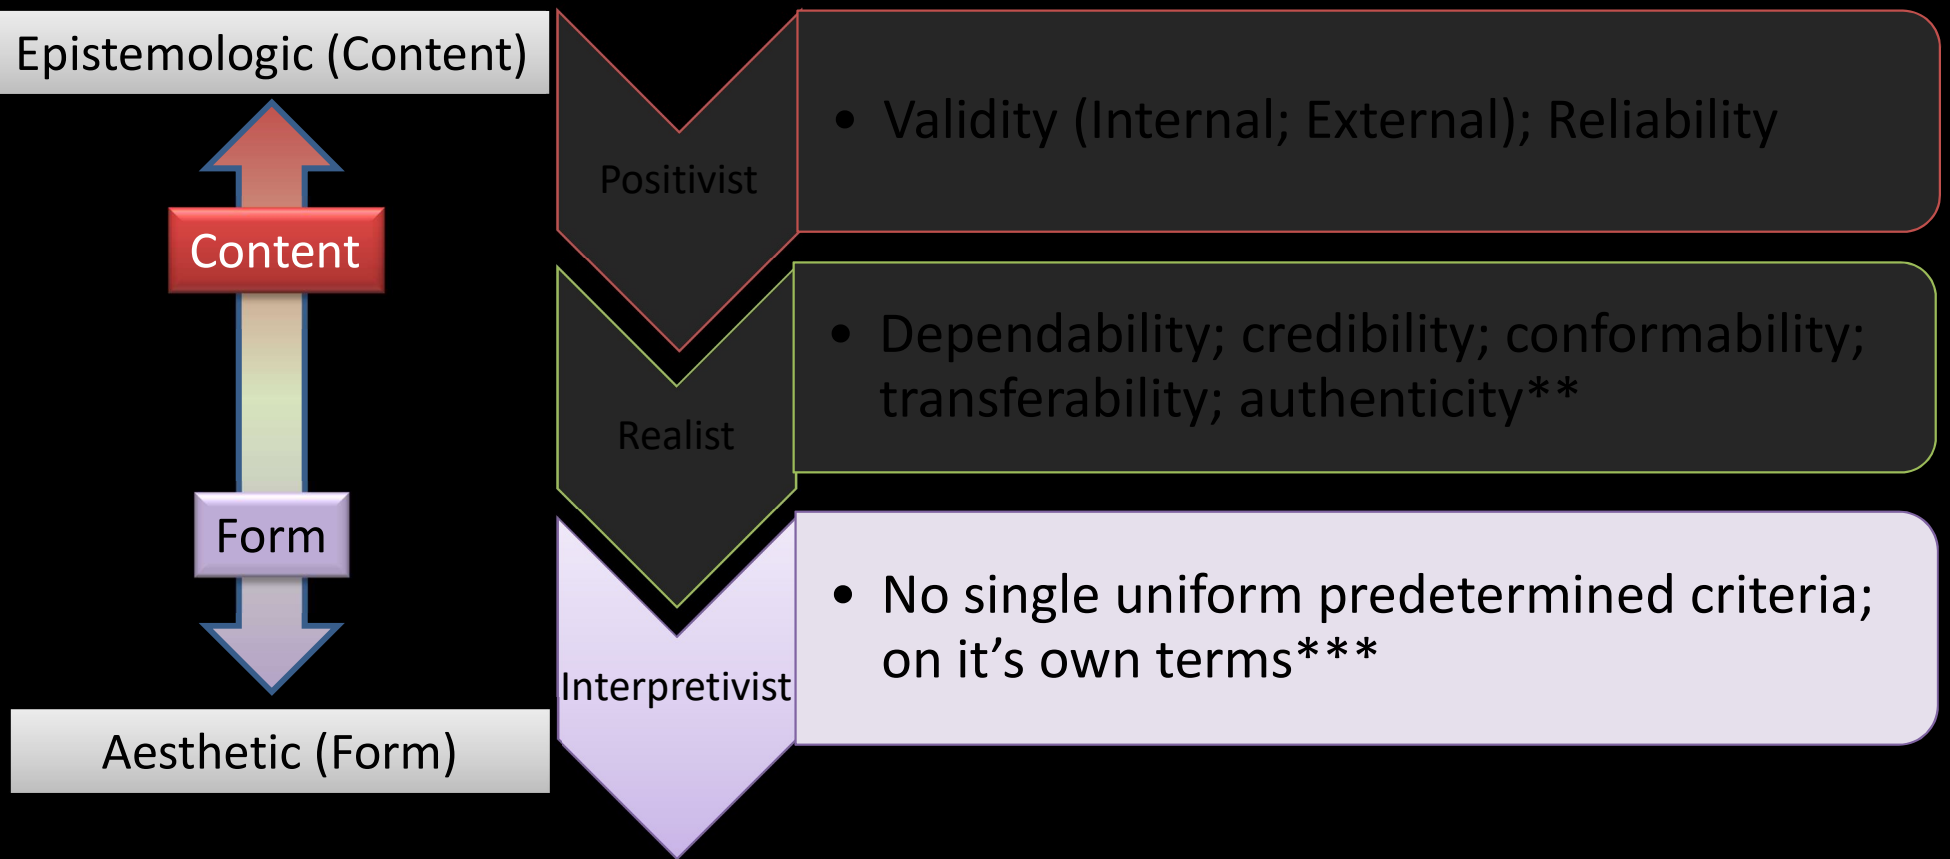 Epistemologic (Content)
Content
Form
Aesthetic (Form)
Positivist
• Validity (Internal; External); Reliability
Realist
• Dependability; credibility; conformability;
transferability; authenticity**
Interpretivist
• No single uniform predetermined criteria;
on it’s own terms***